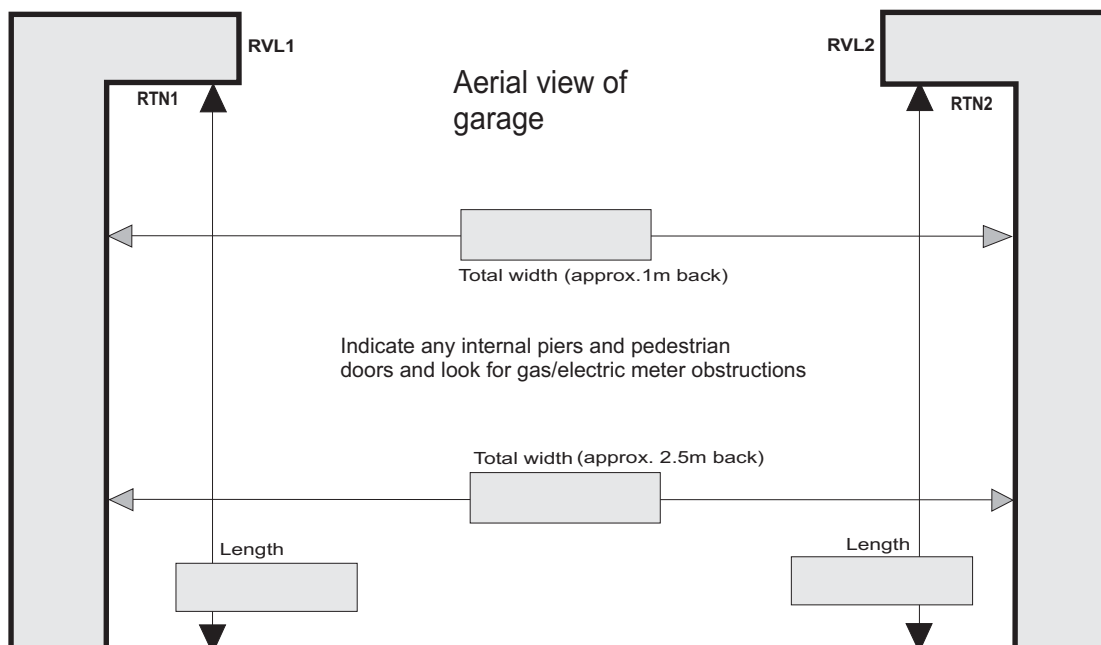 RVL1
RVL2
Aerial view of
garage
RTN1
RTN2
Total width (approx.1m back)
Indicate any internal piers and pedestrian
doors and look for gas/electric meter obstructions
Total width (approx. 2.5m back)
Length
Length